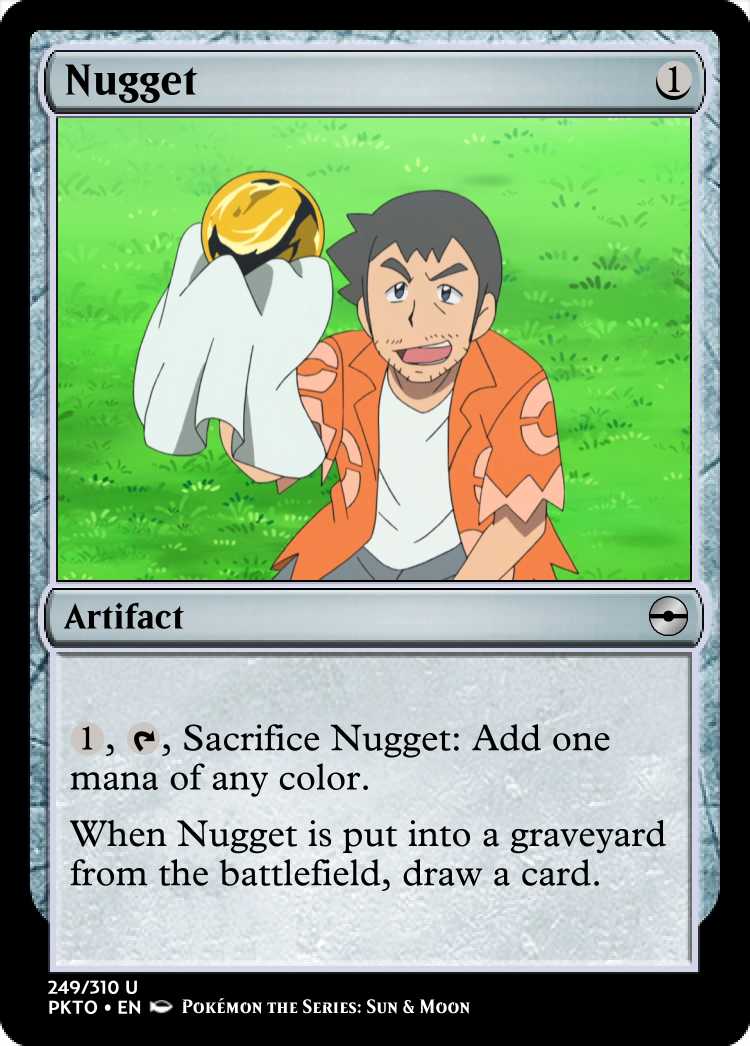 Nugget 1
Artifact
1, , Sacrifice Nugget: Add one
mana of any color.
When Nugget is put into a graveyard
from the battlefield, draw a card.
249/310 U
PKTO • EN Pokémon the Series: Sun & Moon